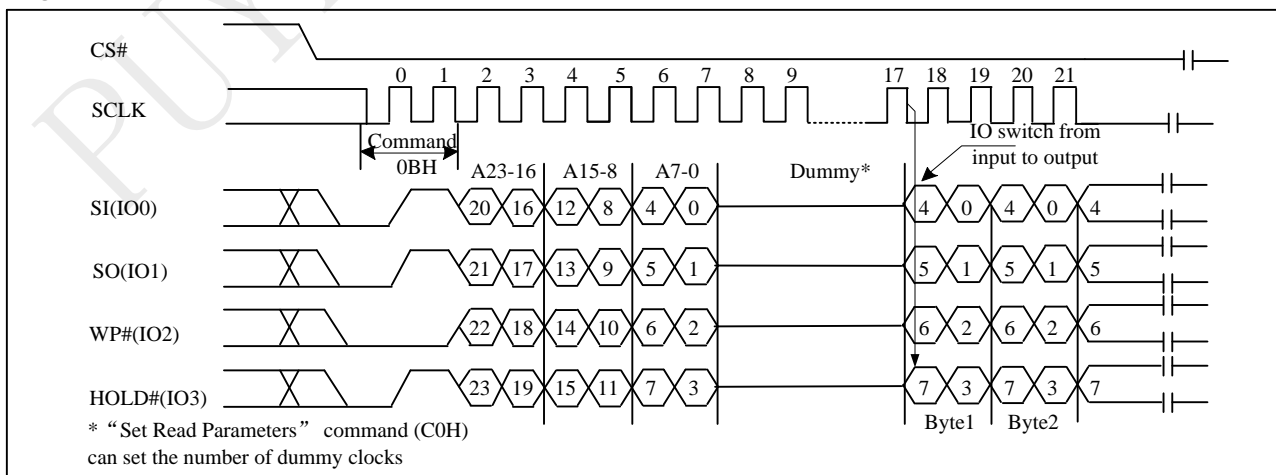 PUY
CS#
0 1 2 3 4 5 6 7 8 9 17 18 19 20 21
SCLK
Command
0BH
IO switch from
input to output
A23-16 A15-8 A7-0 Dummy*
SI(IO0) 20 16 12 8 4 0 4 0 4 0 4
SO(IO1) 21 17 13 9 5 1 5 1 5 1 5
WP#(IO2) 22 18 14 10 6 2 6 2 6 2 6
HOLD#(IO3) 23 19 15 11 7 3 7 3 7 3 7
Byte1 Byte2
* “Set Read Parameters” command (C0H)
can set the number of dummy clocks